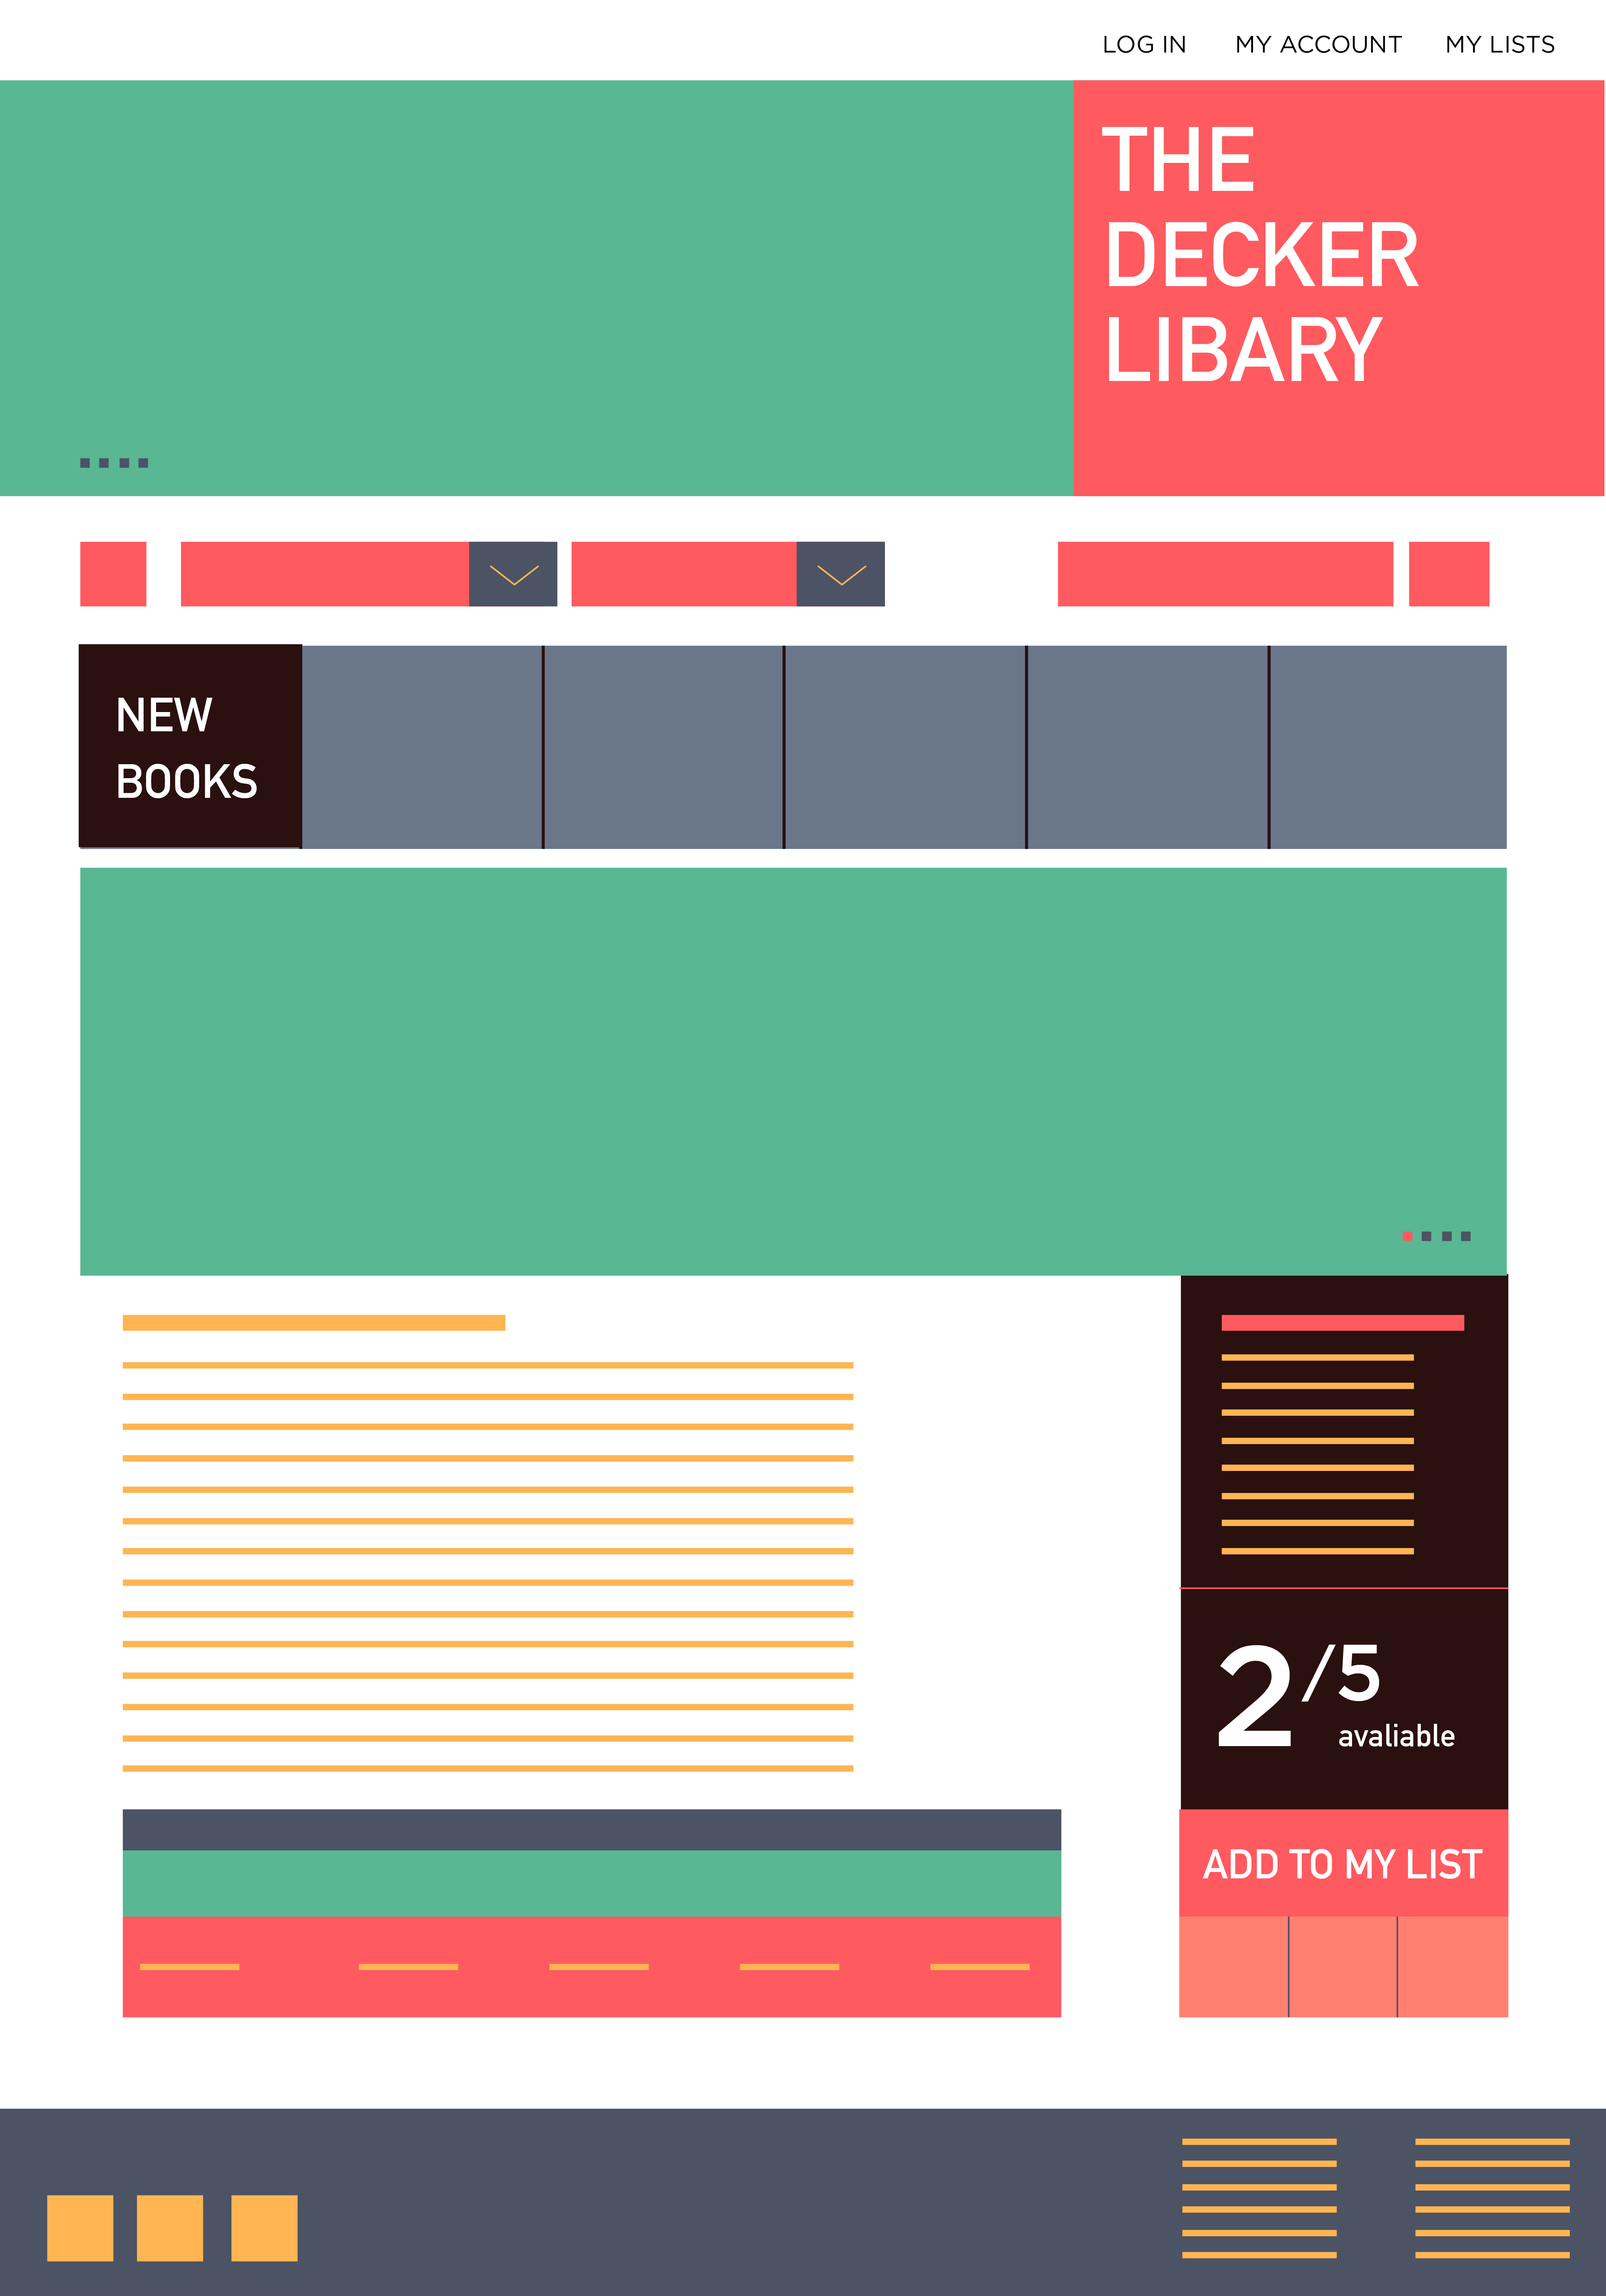 LOG IN MY ACCOUNT MY LISTS
THE
DECKER
LIBARY
NEW
BOOKS
2/5
avaliable
ADD TO MY LIST